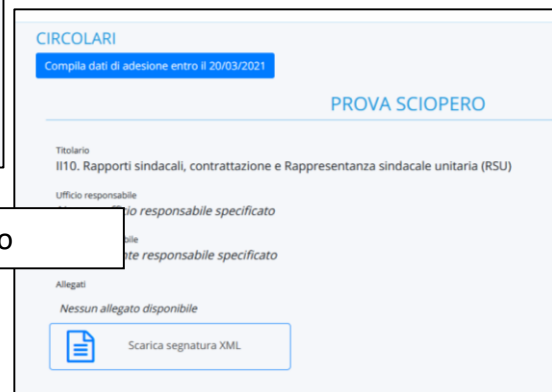 CIRCOLARI
Compila dati di adesione entro il 20/03/2021
PROVA SCIOPERO
Titolario
II10. Rapporti sindacali, contrattazione e Rappresentanza sindacale unitaria (RSU)
Ufficio responsabile
responsabile specificato
o
responsabile specificato
Allegati
Nessun allegato disponibile
Scarica segnatura XML